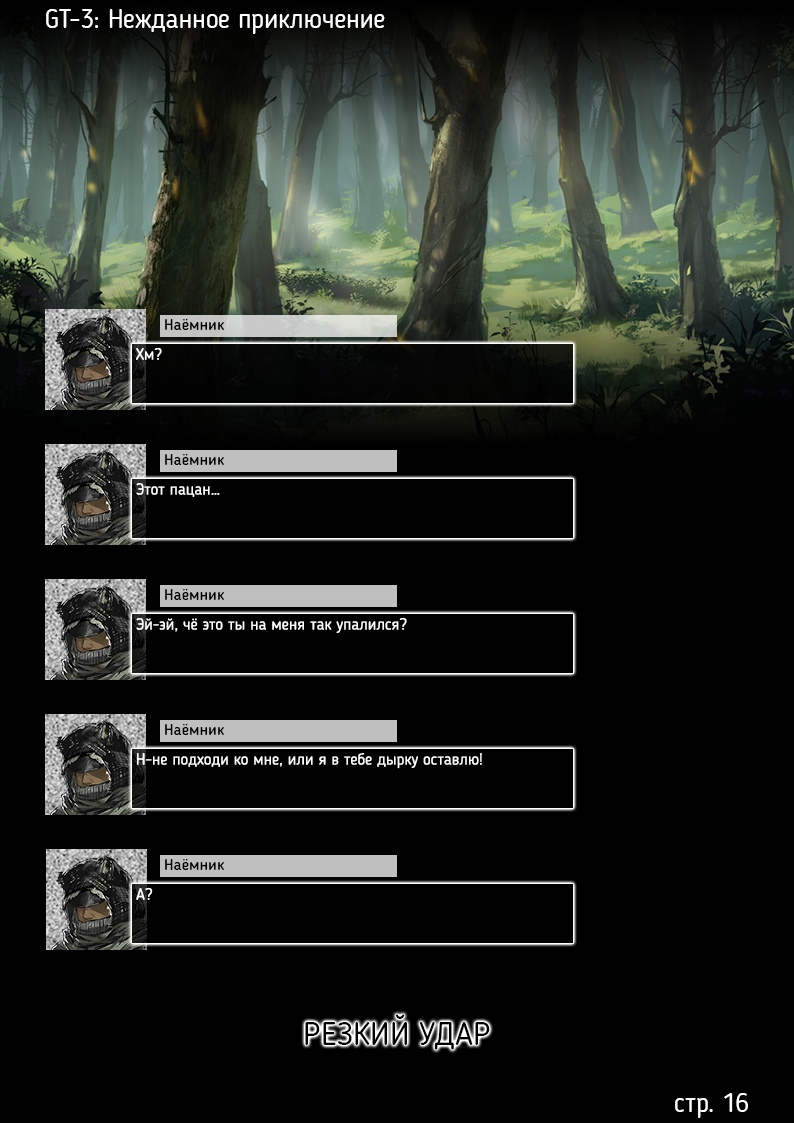 GT-3: Нежданное приключение
Наёмник
Хм?
Наёмник
Этот пацан...
Наёмник
Эй-эй, чё это ты на меня так упалился?
Наёмник
Н-не подходи ко мне, или я в тебе дырку оставлю!
Наёмник
А?
РЕЗКИЙ УДАР
стр. 16